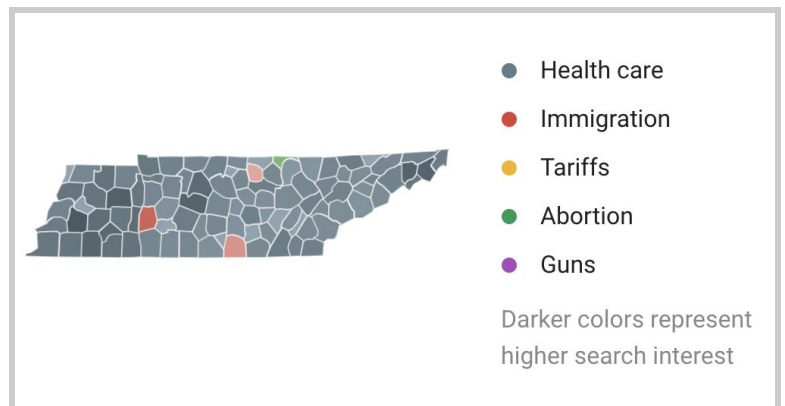 Health care
Immigration
Tariffs
Abortion
Guns
Darker colors represent
higher search interest